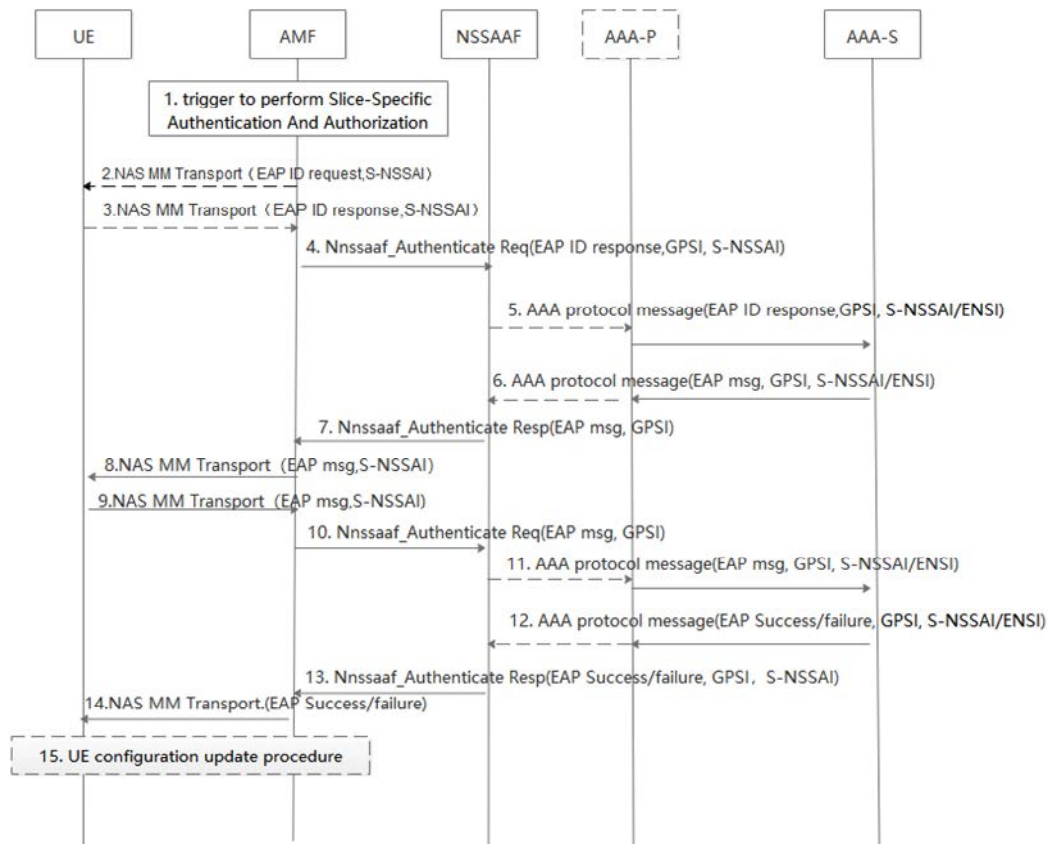 UE
AMF
NSSAAF
AAA-P
AAA-S
1. trigger to perform Slice-Specific
Authentication And Authorization
2.NAS MM Transport（EAP ID request,S-NSSAI）
3.NAS MM Transport（EAP ID response,S-NSSAI）
4. Nnssaaf_Authenticate Req(EAP ID response,GPSI, S-NSSAI)
5. AAA protocol message(EAP ID response,GPSI, S-NSSAI/ENSI)
6. AAA protocol message(EAP msg, GPSI, S-NSSAI/ENSI)
7. Nnssaaf_Authenticate Resp(EAP msg, GPSI)
8.NAS MM Transport（EAP msg,S-NSSAI）
9.NAS MM Transport（EAP msg,S-NSSAI）
10. Nnssaaf_Authenticate Req(EAP msg, GPSI)
11. AAA protocol message(EAP msg, GPSI, S-NSSAI/ENSI)
12. AAA protocol message(EAP Success/failure, GPSI, S-NSSAI/ENSI)
13. Nnssaaf_Authenticate Resp(EAP Success/failure, GPSI，S-NSSAI)
14.NAS MM Transport.(EAP Success/failure)
15. UE configuration update procedure